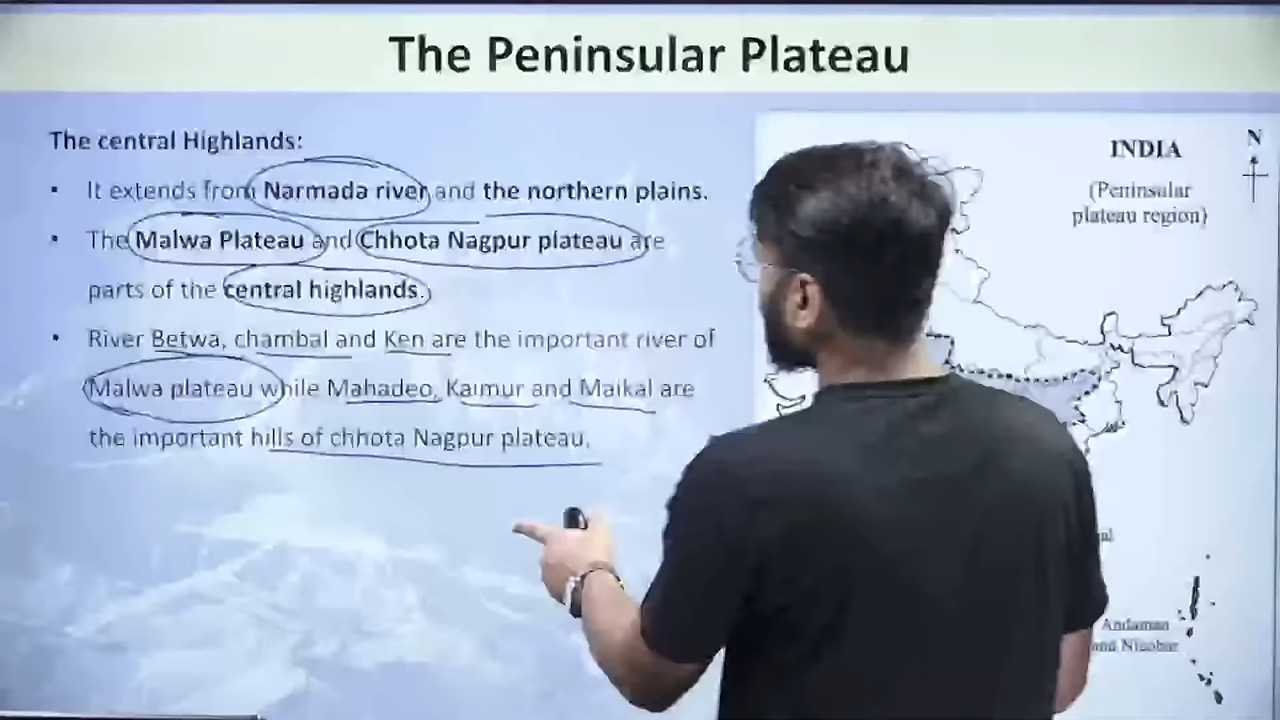 The Peninsular Plateau
The central Highlands:
• It extends from Narmada river and the northern plains.
• The Malwa Plateau and Chhota Nagpur plateau are
parts of the central highlands.
• River Betwa, chambal and Ken are the important river of
Malwa plateau while Mahadeo, Kaimur and Maikal are
the important hills of chhota Nagpur plateau.
INDIA
(Peninsular
plateau region)
N
Andaman
and Nicobar